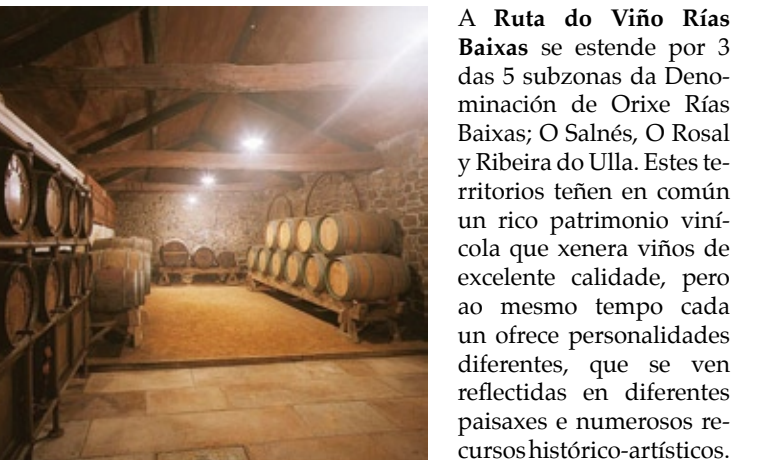 A Ruta do Viño Rías
Baixas se estende por 3
das 5 subzonas da Deno-
minación de Orixe Rías
Baixas; O Salnés, O Rosal
y Ribeira do Ulla. Estes te-
rritorios teñen en común
un rico patrimonio viní-
cola que xenera viños de
excelente calidade, pero
ao mesmo tempo cada
un ofrece personalidades
diferentes, que se ven
reflectidas en diferentes
paisaxes e numerosos re-
cursos histórico-artísticos.